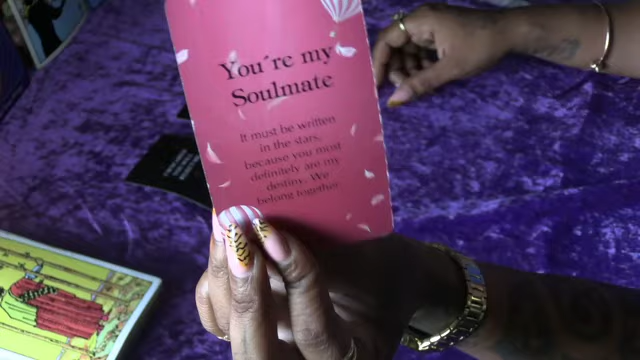 You're my
Soulmate
It must be written
in the stars,
because you most
definitely are my
destiny. We
belong together